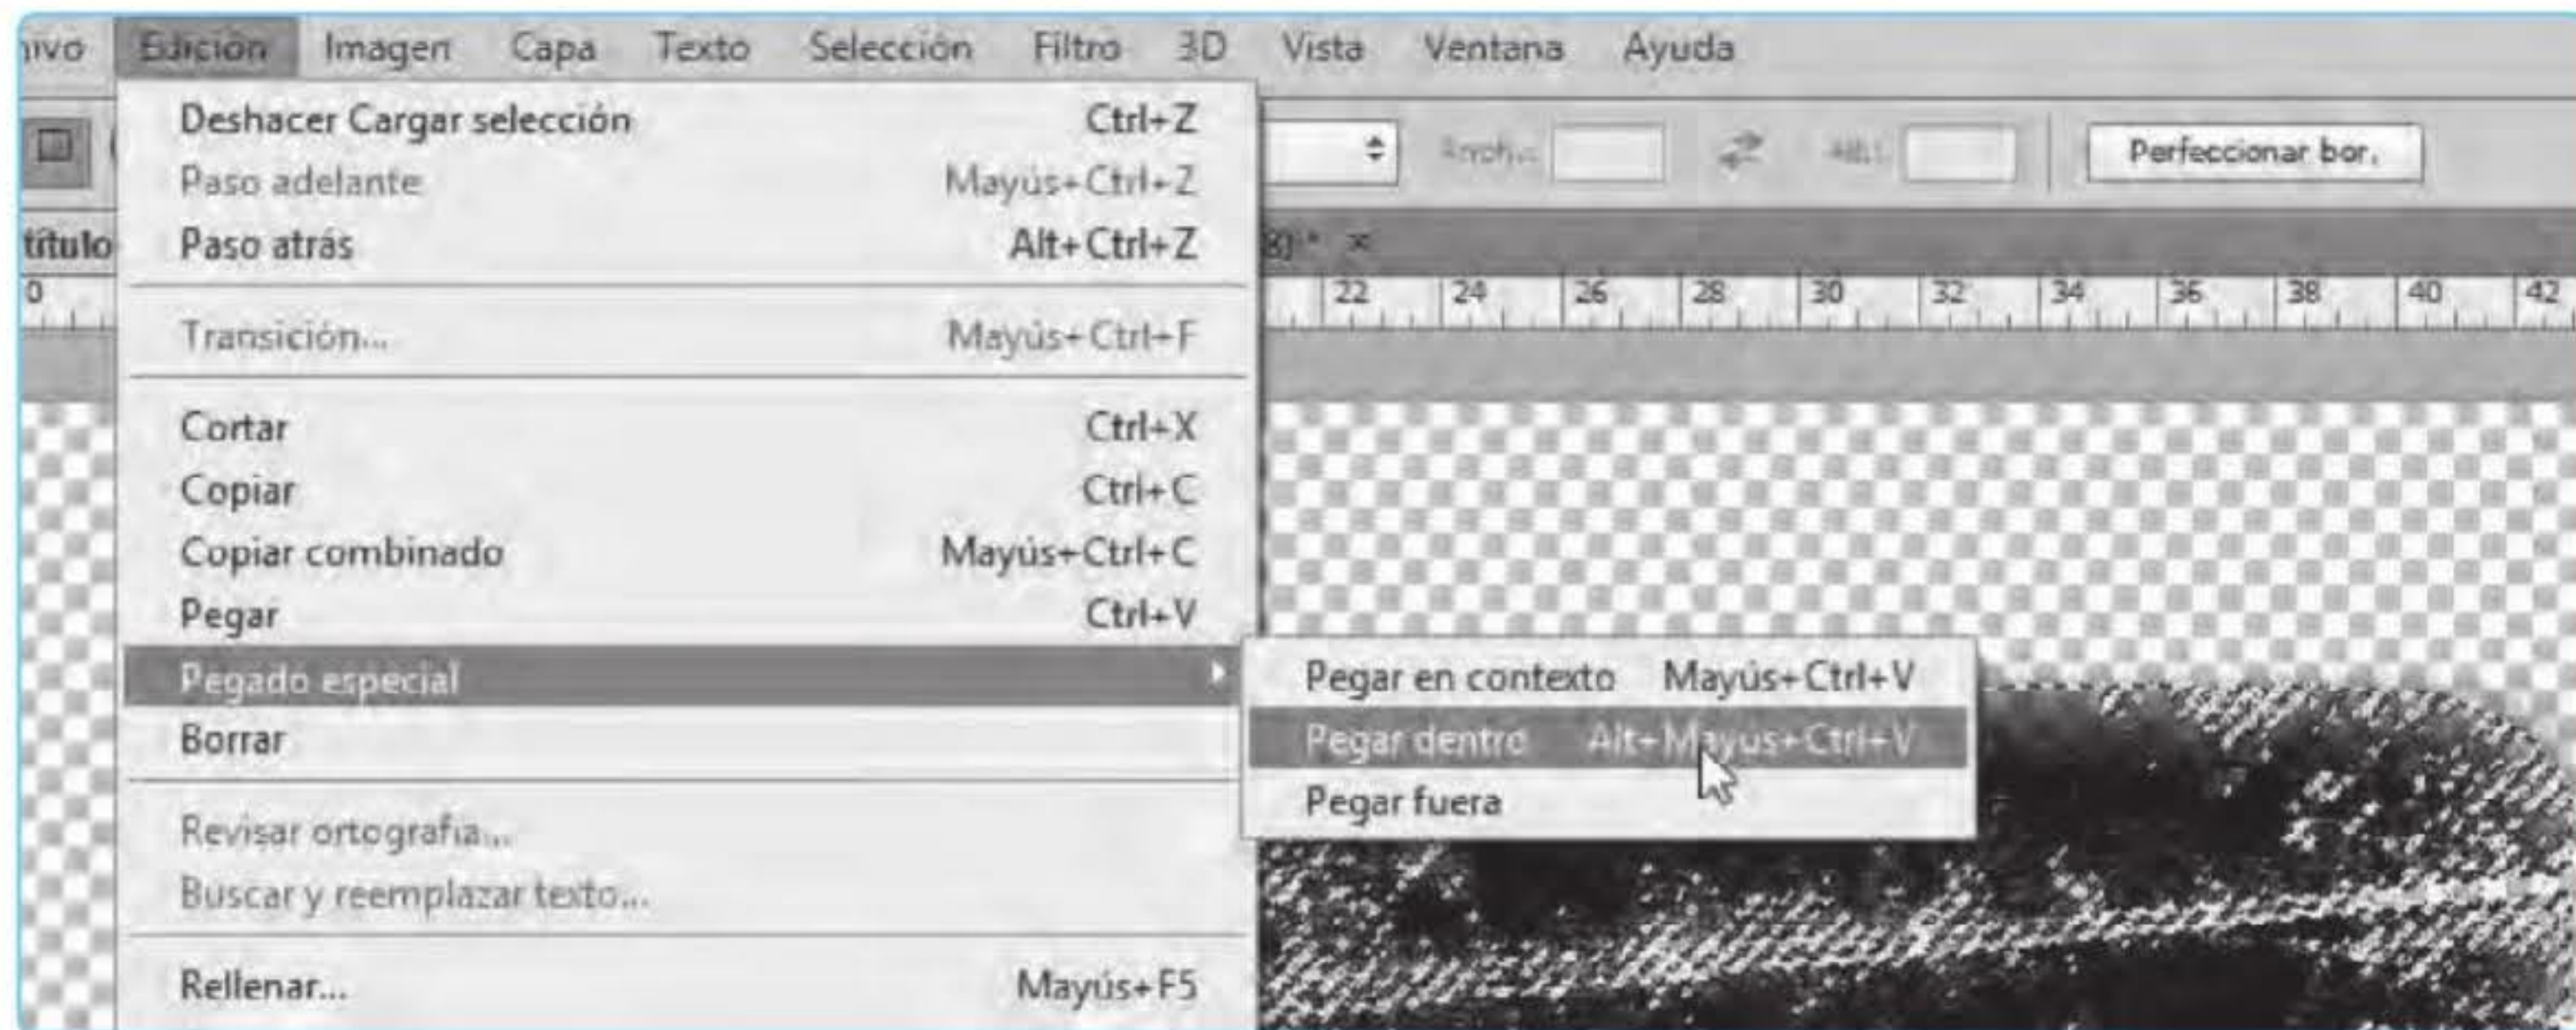 ivo Edición Imagen Capa Texto Selección Filtro 3D Vista Ventana Ayuda
Deshacer Cargar selección Ctrl+Z
Perfeccionar bor.
Paso adelante Mayús+Ctrl+Z
título
Paso atrás Alt+Ctrl+Z
0 22 24 26 28 30 32 34 36 38 40 42
Transición... Mayús+Ctrl+F
Cortar Ctrl+X
Copiar Ctrl+C
Copiar combinado Mayús+Ctrl+C
Pegar Ctrl+V
Pegado especial
Pegar en contexto Mayús+Ctrl+V
Pegar dentro Alt+Mayús+Ctrl+V
Pegar fuera
Borrar
Revisar ortografía...
Buscar y reemplazar texto...
Rellenar... Mayús+F5